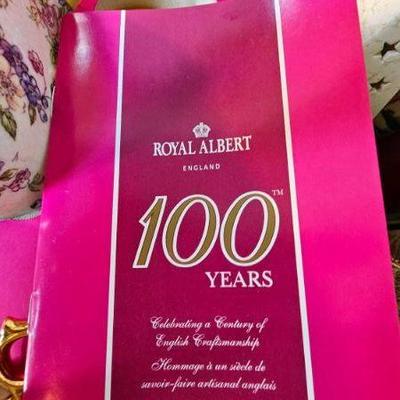 ROYAL ALBERT
ENGLAND
100™
YEARS
Celebrating a Century of
English Craftsmanship
Hommage à un siècle de
savoir-faire artisanal anglais